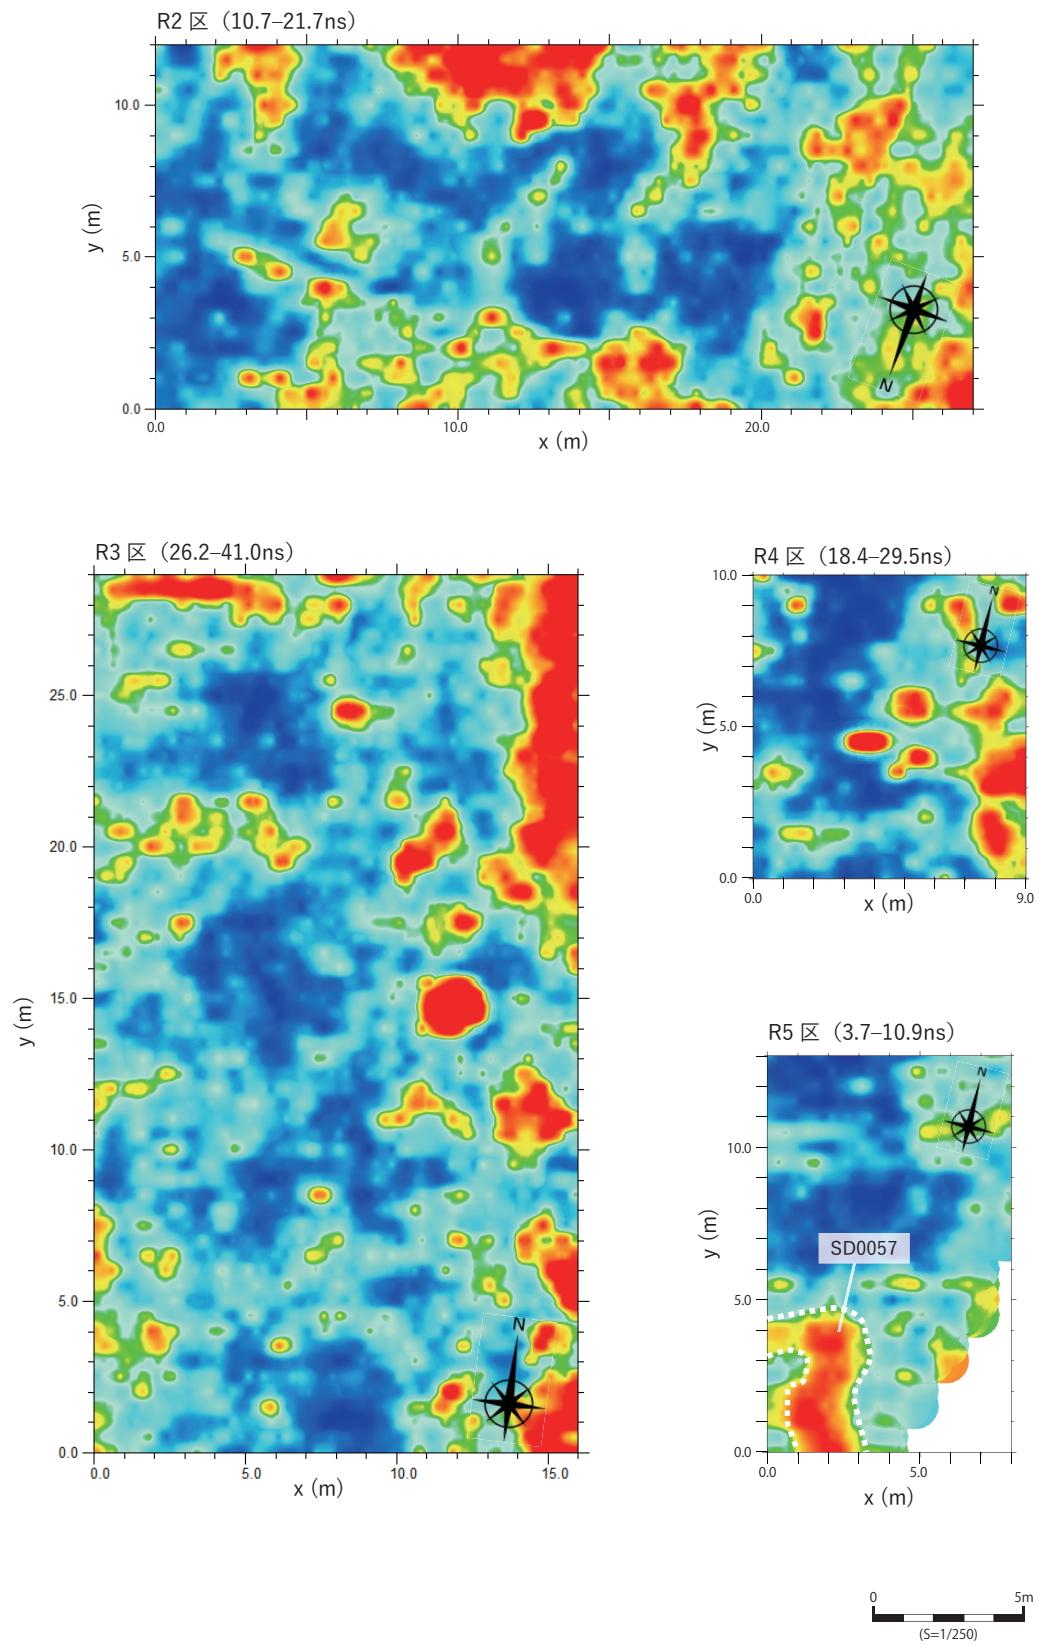 R2 区（10.7–21.7ns）
10.0
5.0
0.0
y (m)
0.0
10.0
20.0
x (m)
N
R3 区（26.2–41.0ns）
25.0
20.0
15.0
10.0
5.0
0.0
y (m)
0.0
5.0
10.0
15.0
x (m)
N
R4 区（18.4–29.5ns）
10.0
5.0
0.0
y (m)
0.0
9.0
x (m)
N
R5 区（3.7–10.9ns）
10.0
5.0
0.0
y (m)
SD0057
0.0
5.0
x (m)
N
0
5m
(S=1/250)